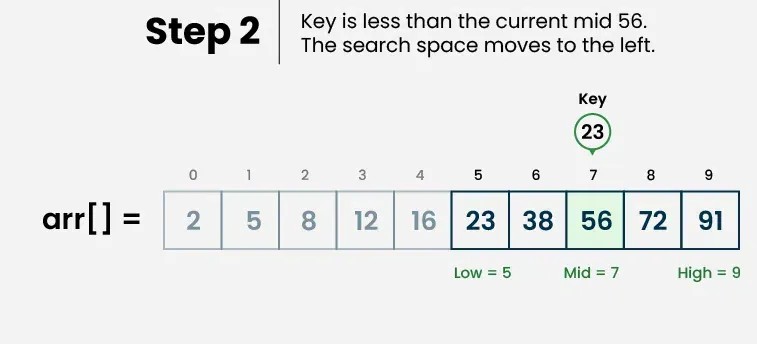 Step 2
Key is less than the current mid 56.
The search space moves to the left.
Key
23
0 1 2 3 4 5 6 7 8 9
arr[] = 2 5 8 12 16 23 38 56 72 91
Low = 5 Mid = 7 High = 9